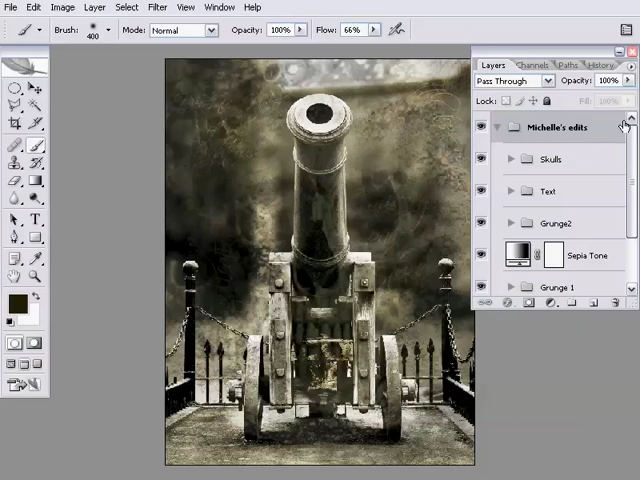 File Edit Image Layer Select Filter View Window Help
Brush: 400 Mode: Normal Opacity: 100% Flow: 66%
Layers Channels Paths History
Pass Through Opacity: 100%
Lock: Fill: 100%
Michelle's edits
Skulls
Text
Grunge2
Sepia Tone
Grunge 1
T